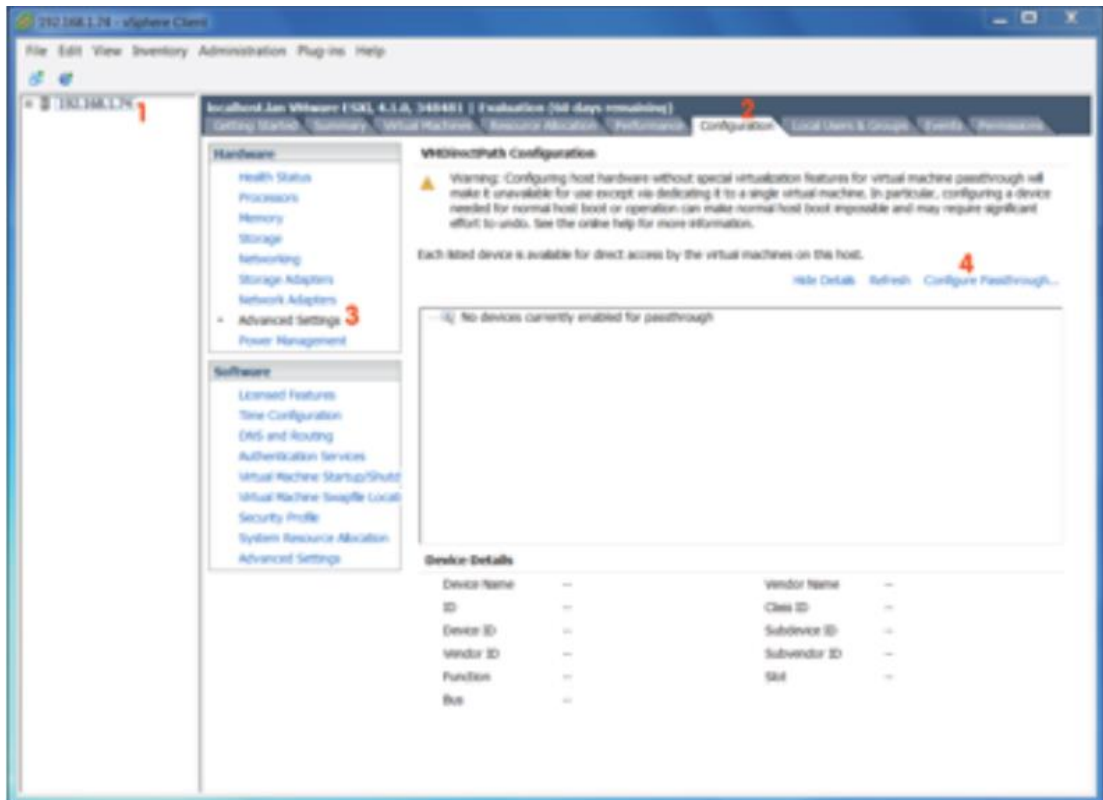 192.168.1.74 - vSphere Client
File Edit View Inventory Administration Plug-ins Help
192.168.1.74
1
localhost.lan VMware ESXi, 4.1.0, 348481 | Evaluation (60 days remaining)
2
Getting Started Summary Virtual Machines Resource Allocation Performance Configuration Local Users & Groups Events Permissions
Hardware
Health Status
Processors
Memory
Storage
Networking
Storage Adapters
Network Adapters
Advanced Settings 3
Power Management
Software
Licensed Features
Time Configuration
DNS and Routing
Authentication Services
Virtual Machine Startup/Shutd
Virtual Machine Swapfile Locati
Security Profile
System Resource Allocation
Advanced Settings
VMDirectPath Configuration
Warning: Configuring host hardware without special virtualization features for virtual machine passthrough will
make it unavailable for use except via dedicating it to a single virtual machine. In particular, configuring a device
needed for normal host boot or operation can make normal host boot impossible and may require significant
effort to undo. See the online help for more information.
Each listed device is available for direct access by the virtual machines on this host.
4
Hide Details Refresh Configure Passthrough...
No devices currently enabled for passthrough
Device Details
Device Name -- Vendor Name --
ID -- Class ID --
Device ID -- Subdevice ID --
Vendor ID -- Subvendor ID --
Function -- Slot --
Bus --